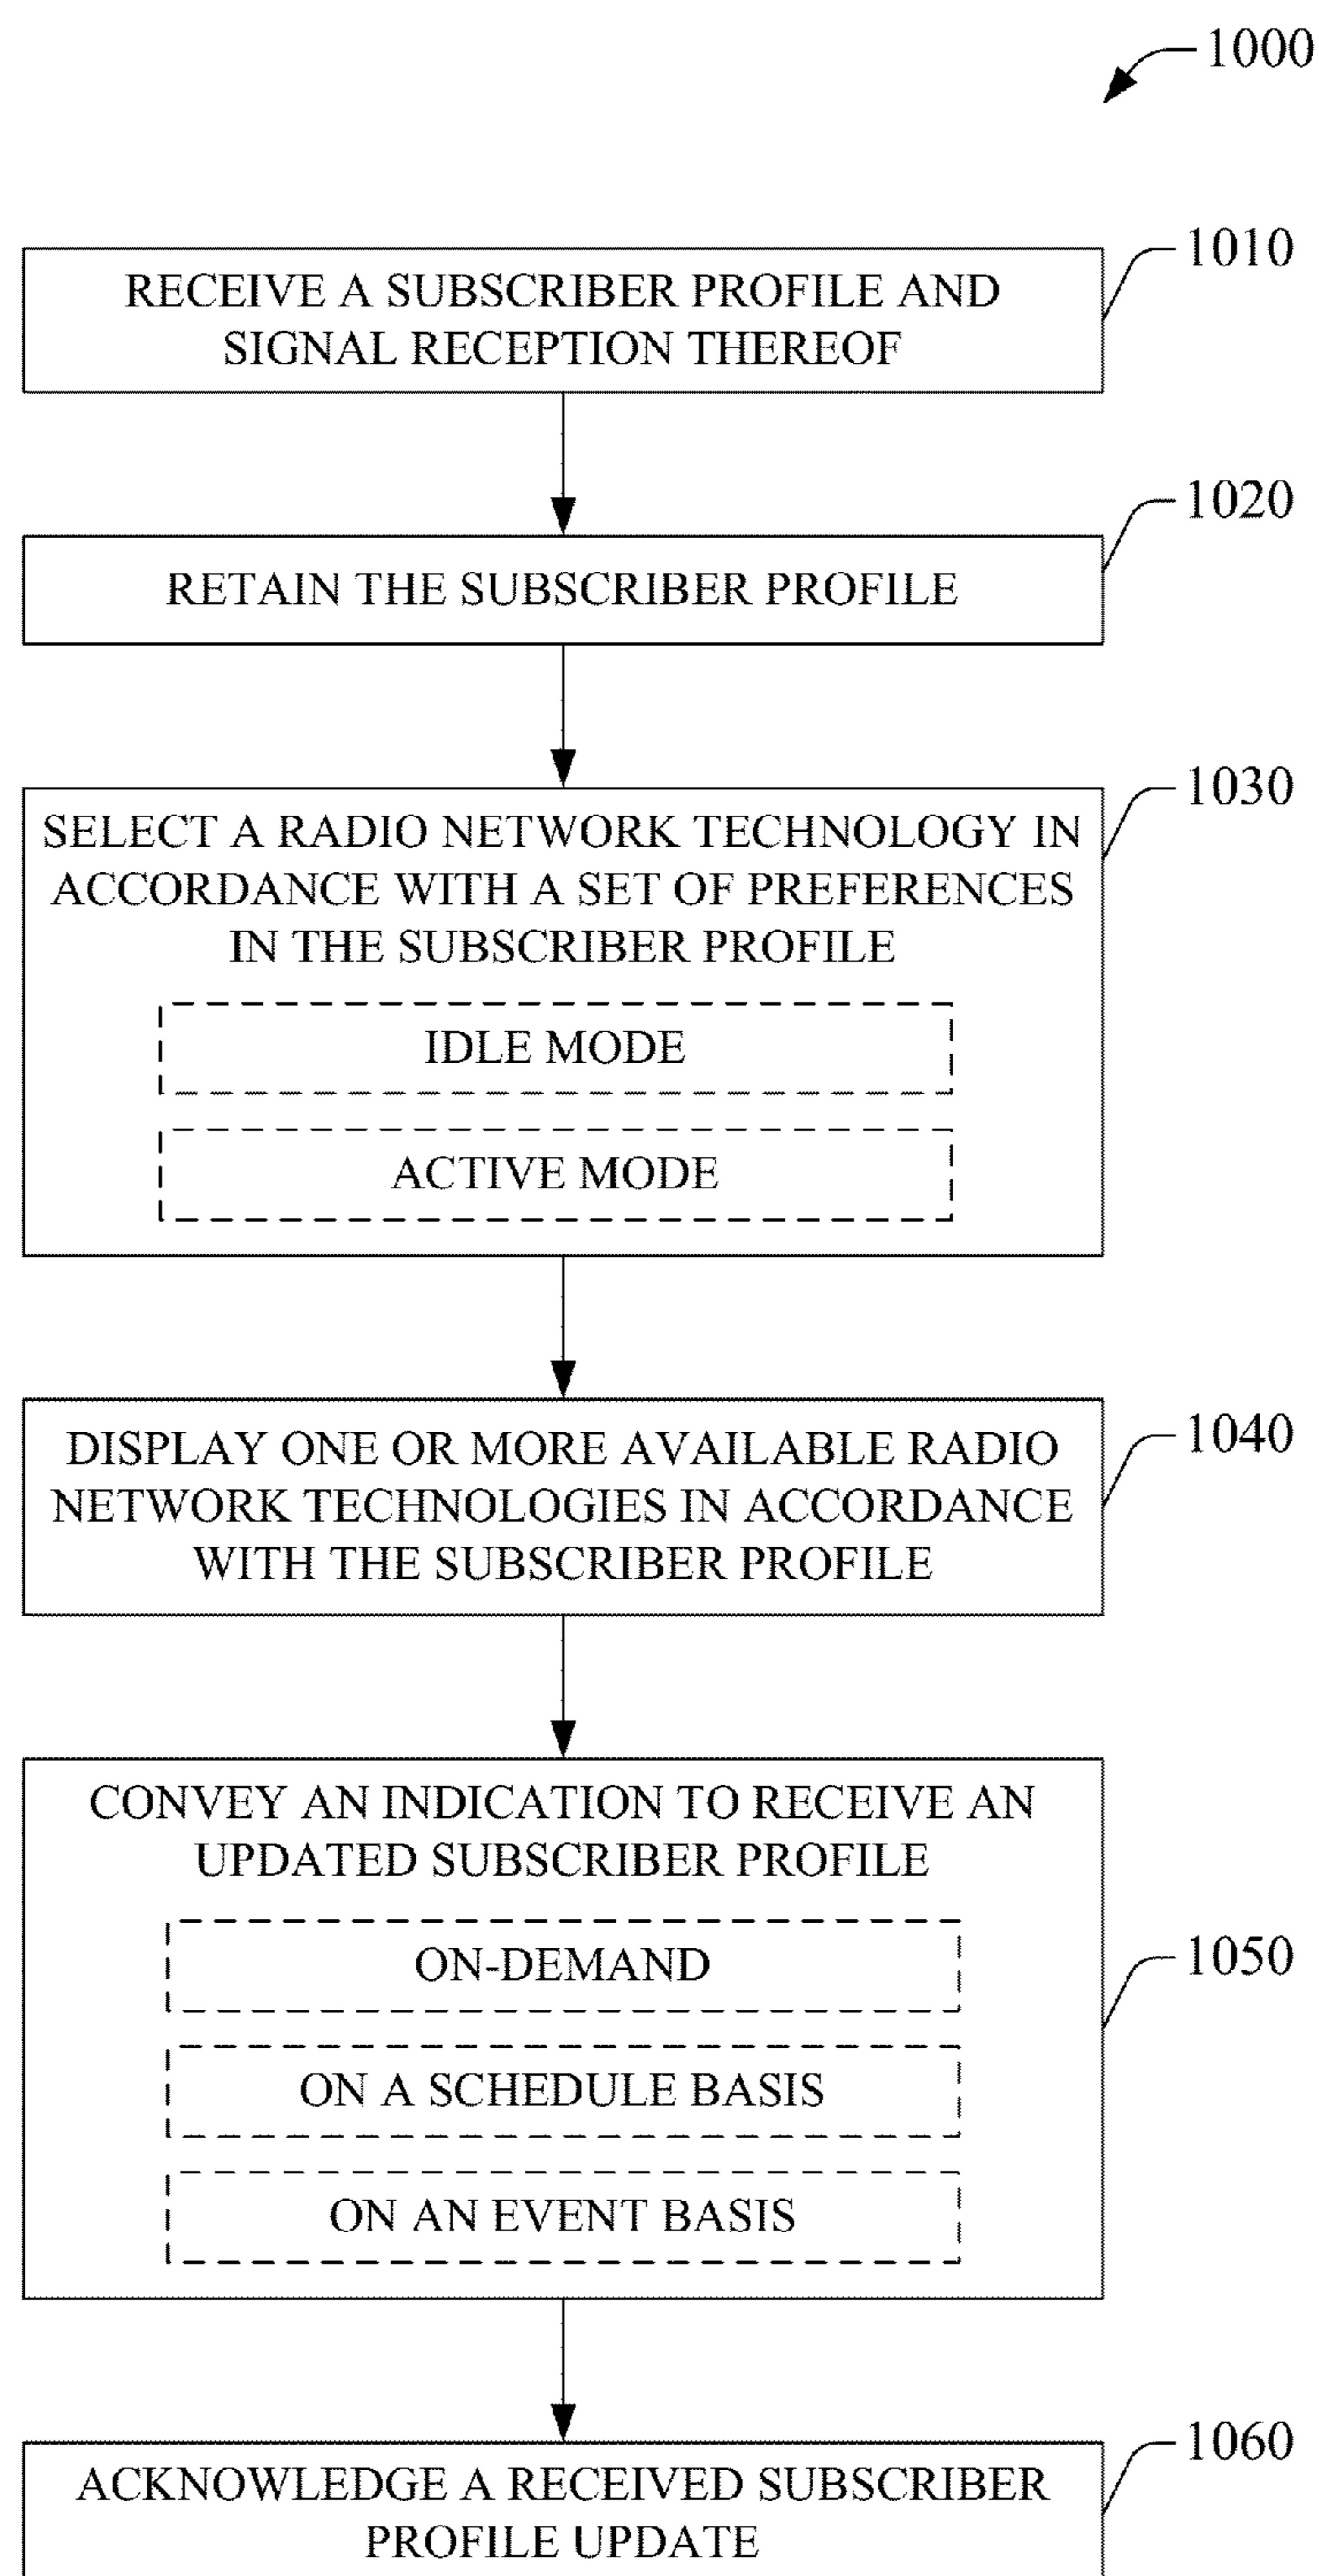 1000
1010
RECEIVE A SUBSCRIBER PROFILE AND
SIGNAL RECEPTION THEREOF
1020
RETAIN THE SUBSCRIBER PROFILE
1030
SELECT A RADIO NETWORK TECHNOLOGY IN
ACCORDANCE WITH A SET OF PREFERENCES
IN THE SUBSCRIBER PROFILE
IDLE MODE
ACTIVE MODE
1040
DISPLAY ONE OR MORE AVAILABLE RADIO
NETWORK TECHNOLOGIES IN ACCORDANCE
WITH THE SUBSCRIBER PROFILE
CONVEY AN INDICATION TO RECEIVE AN
UPDATED SUBSCRIBER PROFILE
1050
ON-DEMAND
ON A SCHEDULE BASIS
ON AN EVENT BASIS
1060
ACKNOWLEDGE A RECEIVED SUBSCRIBER
PROFILE UPDATE